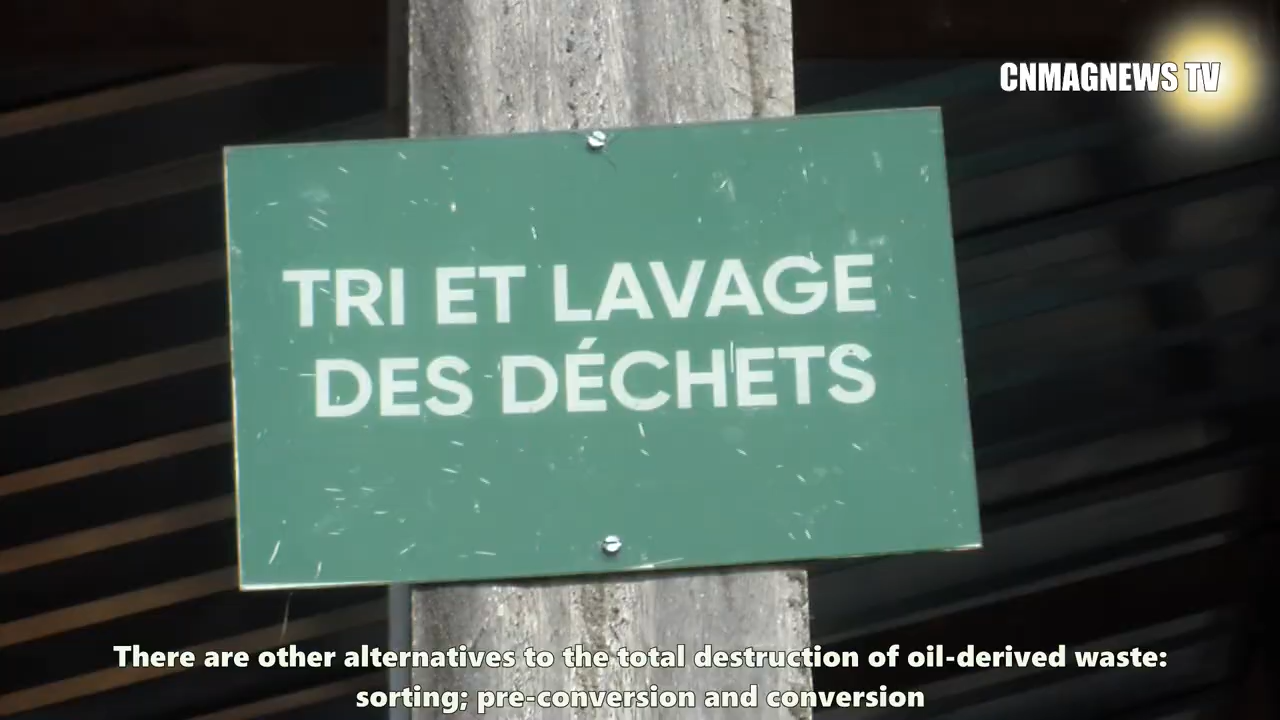 CNMAGNEWS TV
TRI ET LAVAGE
DES DÉCHETS
There are other alternatives to the total destruction of oil-derived waste:
sorting; pre-conversion and conversion